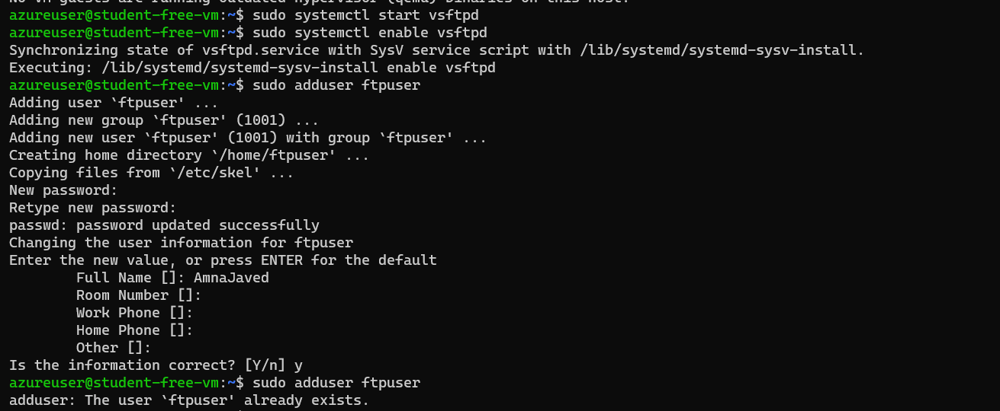 No VM guests are running outdated hypervisor (qemu) binaries on this host.
azureuser@student-free-vm:~$ sudo systemctl start vsftpd
azureuser@student-free-vm:~$ sudo systemctl enable vsftpd
Synchronizing state of vsftpd.service with SysV service script with /lib/systemd/systemd-sysv-install.
Executing: /lib/systemd/systemd-sysv-install enable vsftpd
azureuser@student-free-vm:~$ sudo adduser ftpuser
Adding user `ftpuser' ...
Adding new group `ftpuser' (1001) ...
Adding new user `ftpuser' (1001) with group `ftpuser' ...
Creating home directory `/home/ftpuser' ...
Copying files from `/etc/skel' ...
New password:
Retype new password:
passwd: password updated successfully
Changing the user information for ftpuser
Enter the new value, or press ENTER for the default
        Full Name []: AmnaJaved
        Room Number []:
        Work Phone []:
        Home Phone []:
        Other []:
Is the information correct? [Y/n] y
azureuser@student-free-vm:~$ sudo adduser ftpuser
adduser: The user `ftpuser' already exists.